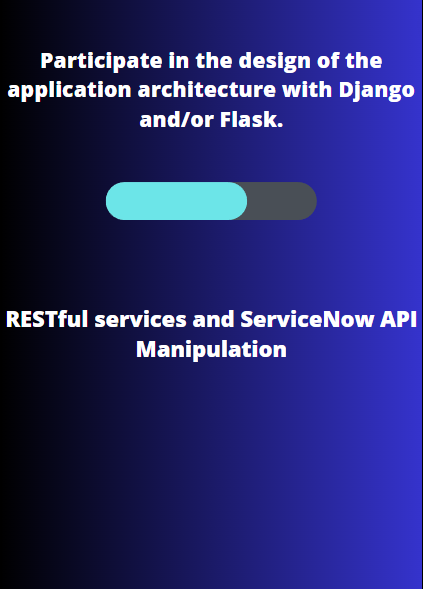 Participate in the design of the
application architecture with Django
and/or Flask.
RESTful services and ServiceNow API
Manipulation